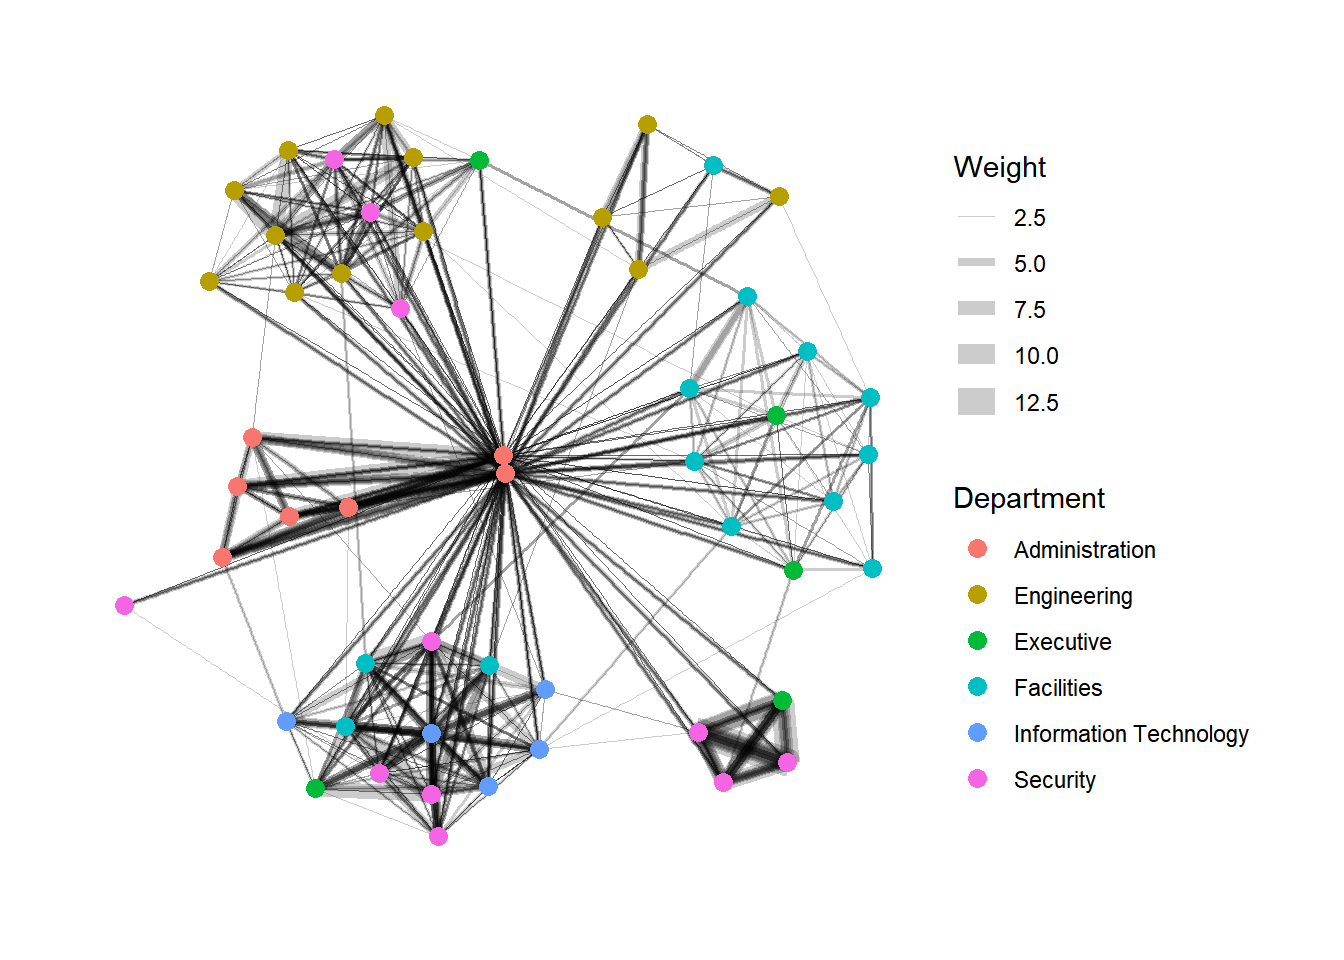 Weight
2.5
5.0
7.5
10.0
12.5
Department
Administration
Engineering
Executive
Facilities
Information Technology
Security